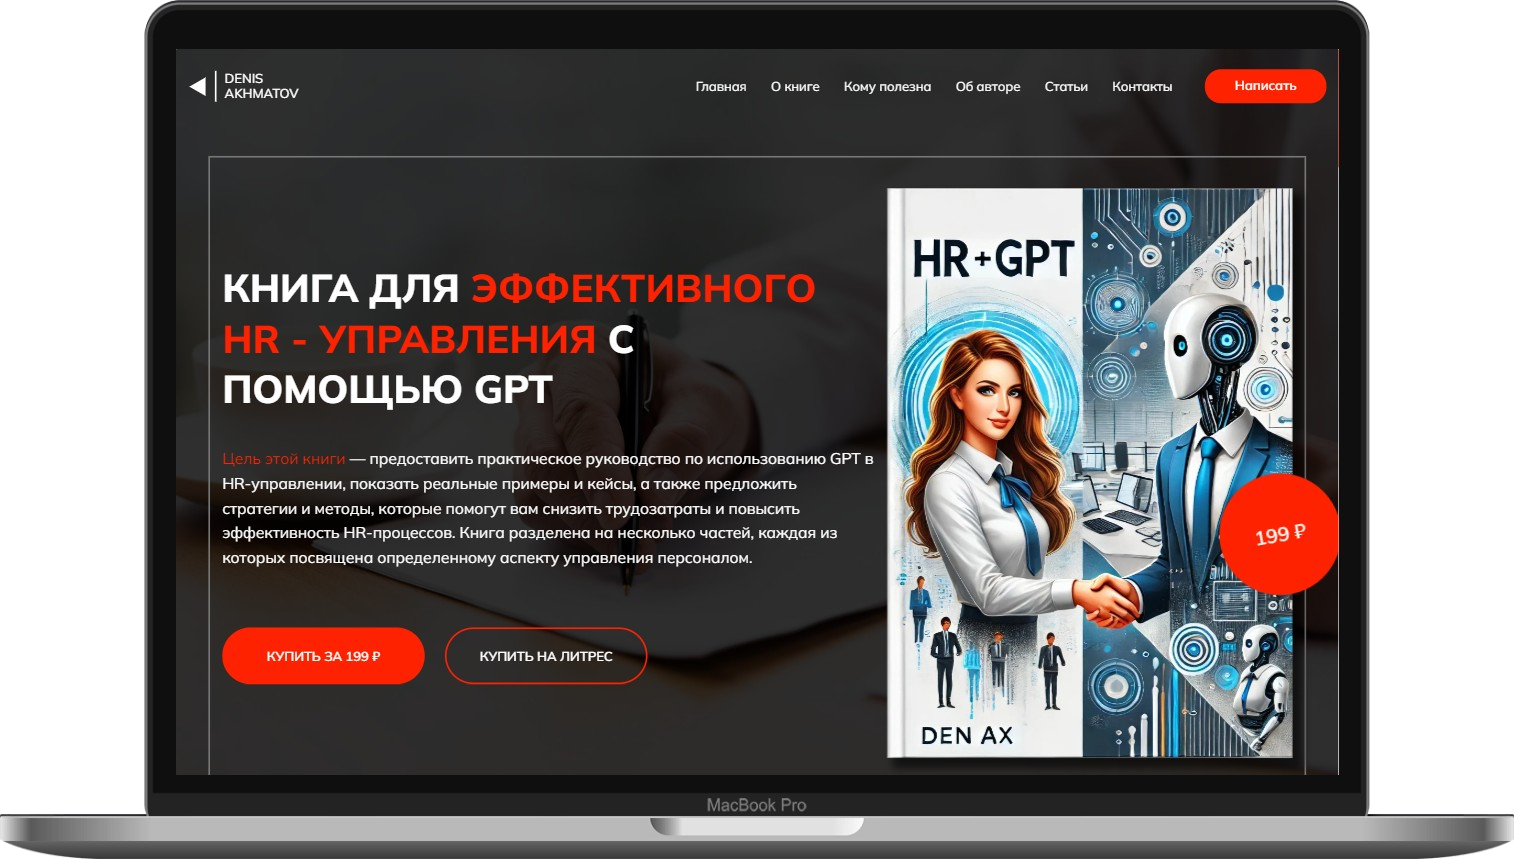 DENIS
AKHMATOV
Главная О книге Кому полезна Об авторе Статьи Контакты Написать
КНИГА ДЛЯ ЭФФЕКТИВНОГО
HR - УПРАВЛЕНИЯ С
ПОМОЩЬЮ GPT
Цель этой книги — предоставить практическое руководство по использованию GPT в
HR-управлении, показать реальные примеры и кейсы, а также предложить
стратегии и методы, которые помогут вам снизить трудозатраты и повысить
эффективность HR-процессов. Книга разделена на несколько частей, каждая из
которых посвящена определенному аспекту управления персоналом.
КУПИТЬ ЗА 199 ₽ КУПИТЬ НА ЛИТРЕС
HR+GPT
199 ₽
DEN AX
MacBook Pro